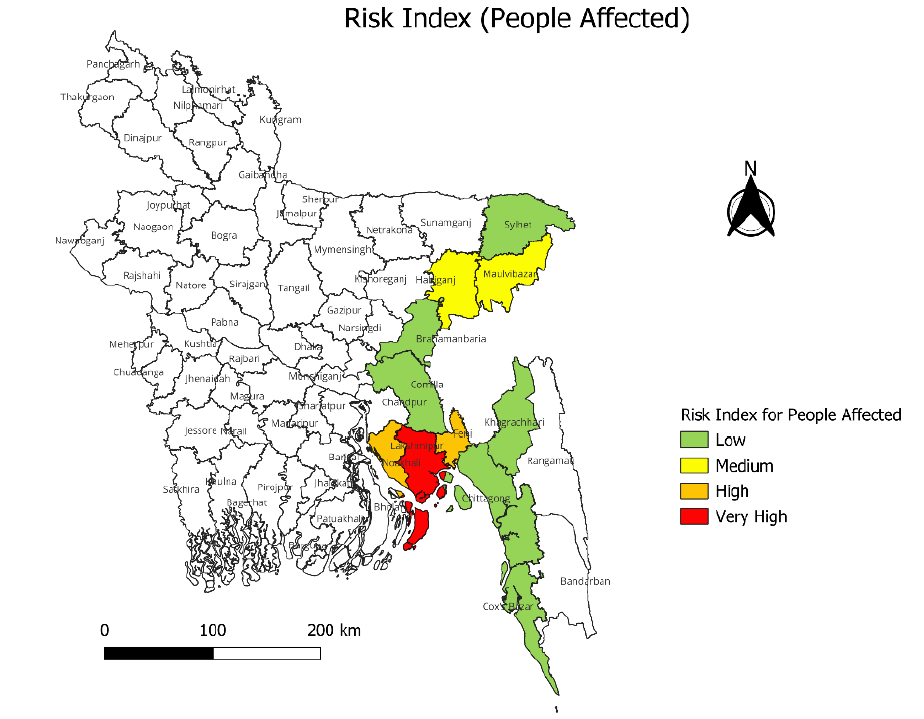 Risk Index (People Affected)
Panchagarh
Lalmonirhat
Thakurgaon
Nilphamari
Kurigram
Dinajpur
Rangpur
Gaibandha
Sherpur
Joypurhat
Jamalpur
Naogaon
Netrakona
Sunamganj
Sylhet
N
Nawabganj
Bogra
Mymensingh
Rajshahi
Natore
Sirajganj
Tangail
Kishoreganj
Habiganj
Maulvibazar
Gazipur
Pabna
Narsingdi
Meherpur
Kushtia
Dhaka
Brahamanbaria
Rajbari
Chuadanga
Jhenaidah
Munshiganj
Comilla
Magura
Shariatpur
Chandpur
Risk Index for People Affected
Jessore
Narail
Madaripur
Feni
Khagrachhari
Low
Lakshmipur
Barisal
Noakhali
Rangamati
Medium
Satkhira
Khulna
Pirojpur
Jhalokati
High
Bagerhat
Chittagong
Bhola
Very High
Patuakhali
Barguna
Bandarban
Cox's Bazar
0 100 200 km